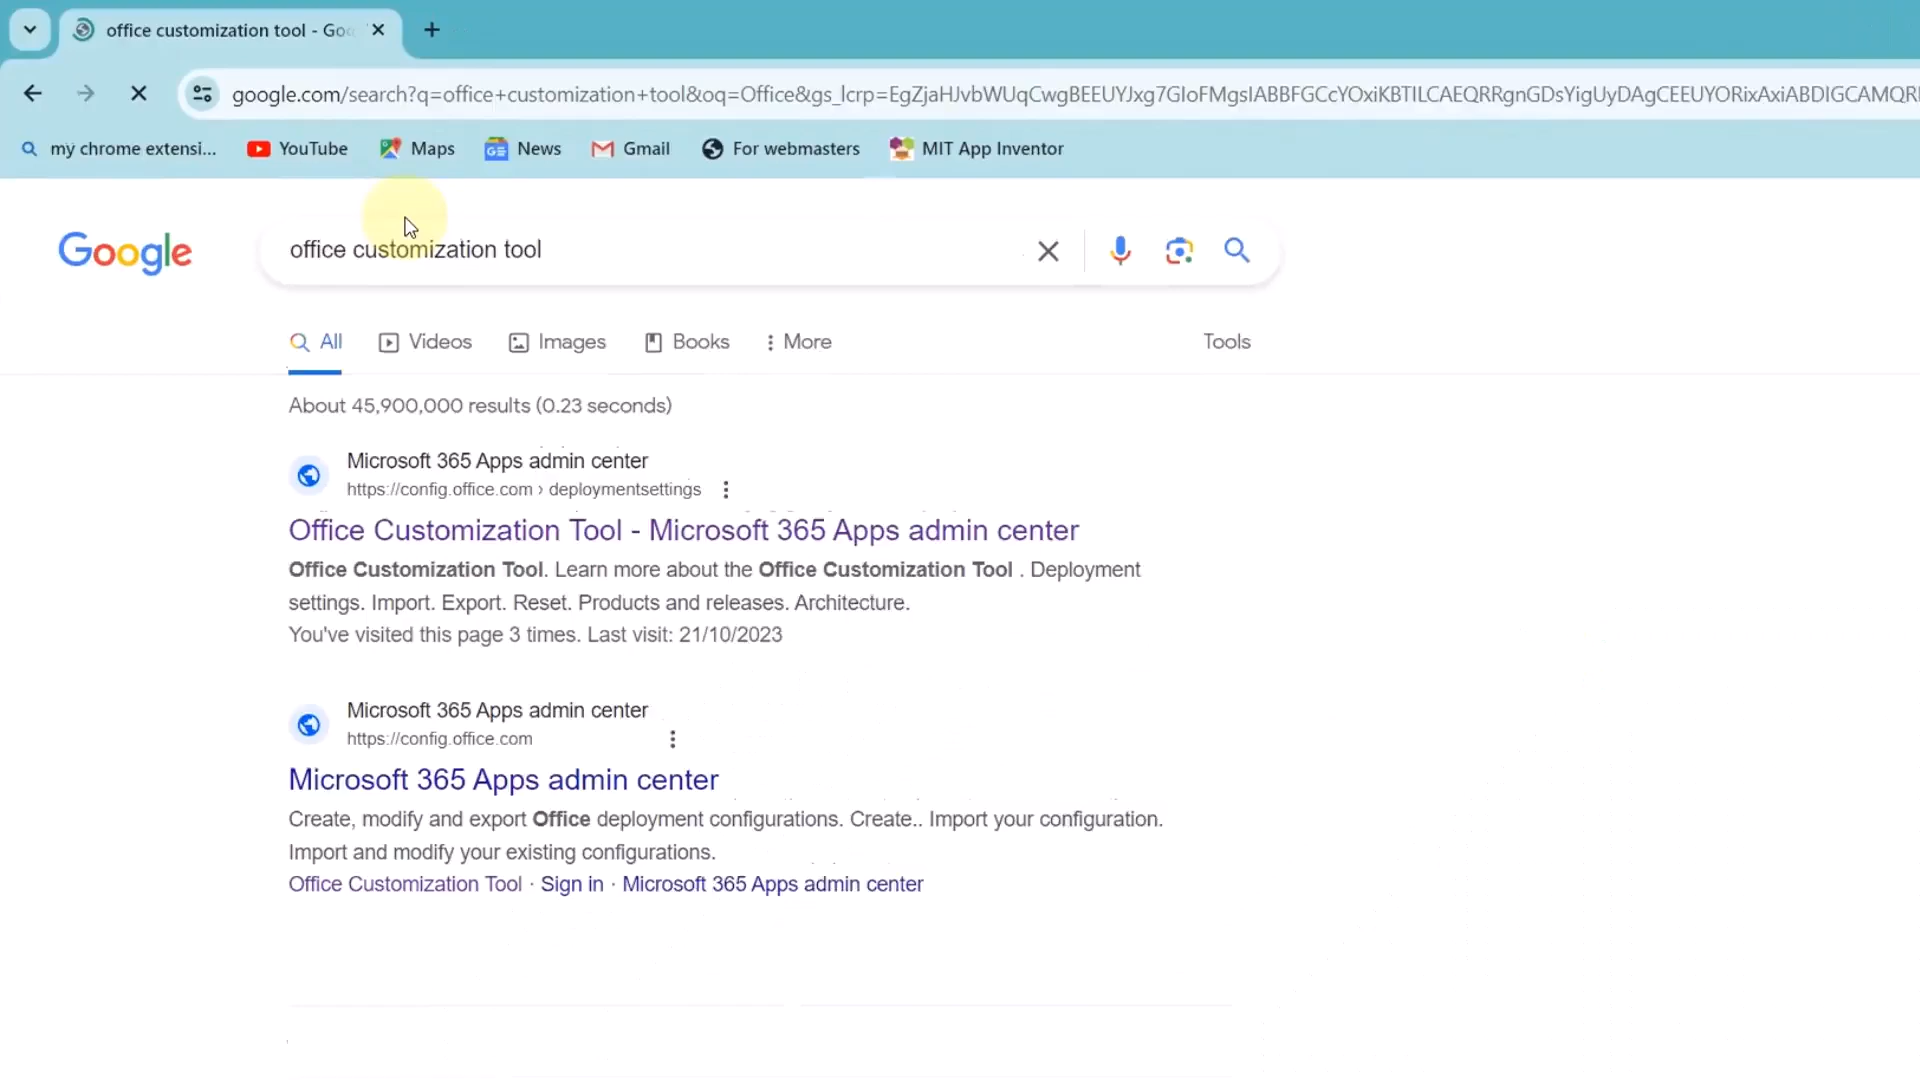 office customization tool - Goo
google.com/search?q=office+customization+tool&oq=Office&gs_lcrp=
my chrome extensi... YouTube Maps News Gmail For webmasters MIT App Inventor
Google office customization tool
All Videos Images Books More Tools
About 45,900,000 results (0.23 seconds)
Microsoft 365 Apps admin center
https://config.office.com › deploymentsettings
Office Customization Tool - Microsoft 365 Apps admin center
Office Customization Tool. Learn more about the Office Customization Tool . Deployment
settings. Import. Export. Reset. Products and releases. Architecture.
You've visited this page 3 times. Last visit: 21/10/2023
Microsoft 365 Apps admin center
https://config.office.com
Microsoft 365 Apps admin center
Create, modify and export Office deployment configurations. Create.. Import your configuration.
Import and modify your existing configurations.
Office Customization Tool · Sign in · Microsoft 365 Apps admin center